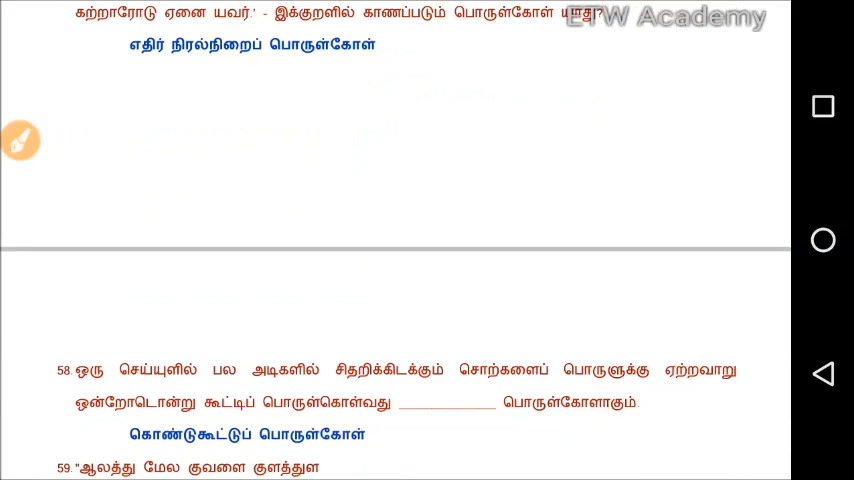 கற்றாரோடு ஏனை யவர்.' - இக்குறளில் காணப்படும் பொருள்கோள் யாது?
ETW Academy
எதிர் நிரல்நிறைப் பொருள்கோள்
58. ஒரு செய்யுளில் பல அடிகளில் சிதறிக்கிடக்கும் சொற்களைப் பொருளுக்கு ஏற்றவாறு
ஒன்றோடொன்று கூட்டிப் பொருள்கொள்வது ____________ பொருள்கோளாகும்.
கொண்டுகூட்டுப் பொருள்கோள்
59. "ஆலத்து மேல குவளை குளத்துள